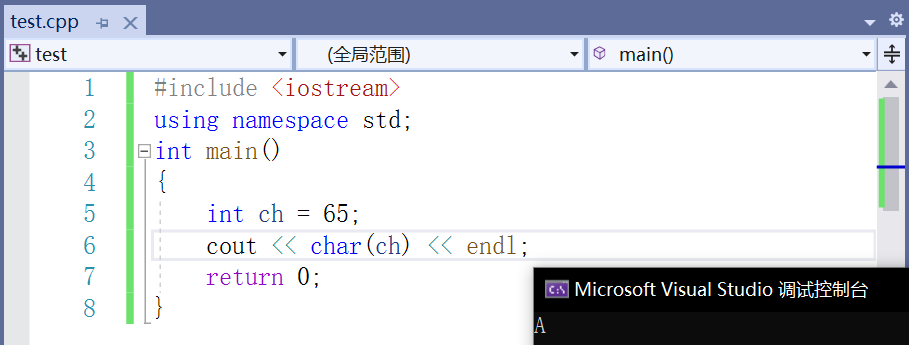 test.cpp
test (全局范围) main()
1 #include <iostream>
2 using namespace std;
3 int main()
4 {
5 int ch = 65;
6 cout << char(ch) << endl;
7 return 0;
8 }
C:\ Microsoft Visual Studio 调试控制台
A